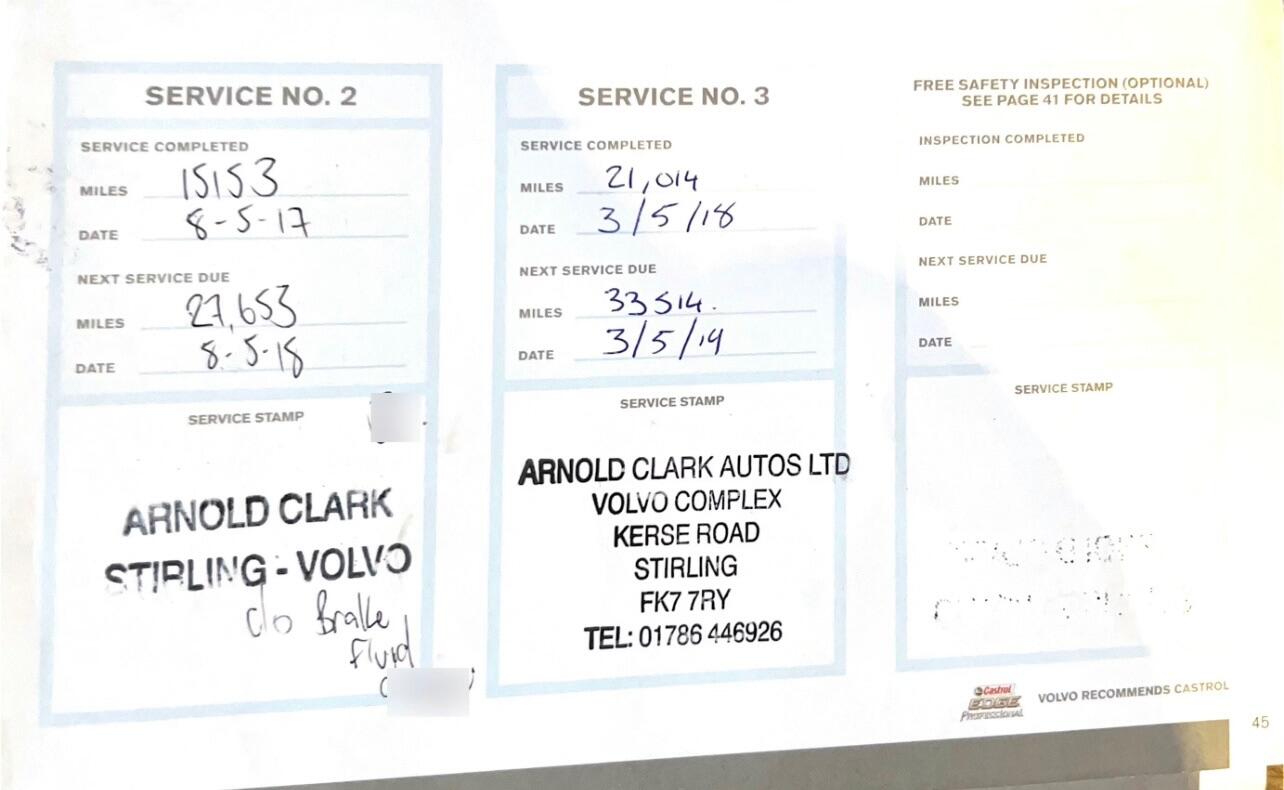 SERVICE NO. 2
SERVICE COMPLETED
MILES 15153
DATE 8-5-17
NEXT SERVICE DUE
MILES 27,653
DATE 8-5-18
SERVICE STAMP
ARNOLD CLARK
STIRLING - VOLVO
c/o Brake
Fluid
SERVICE NO. 3
SERVICE COMPLETED
MILES 21,014
DATE 3/5/18
NEXT SERVICE DUE
MILES 33514.
DATE 3/5/19
SERVICE STAMP
ARNOLD CLARK AUTOS LTD
VOLVO COMPLEX
KERSE ROAD
STIRLING
FK7 7RY
TEL: 01786 446926
FREE SAFETY INSPECTION (OPTIONAL)
SEE PAGE 41 FOR DETAILS
INSPECTION COMPLETED
MILES
DATE
NEXT SERVICE DUE
MILES
DATE
SERVICE STAMP
Castrol
EDGE
Professional
VOLVO RECOMMENDS CASTROL
45